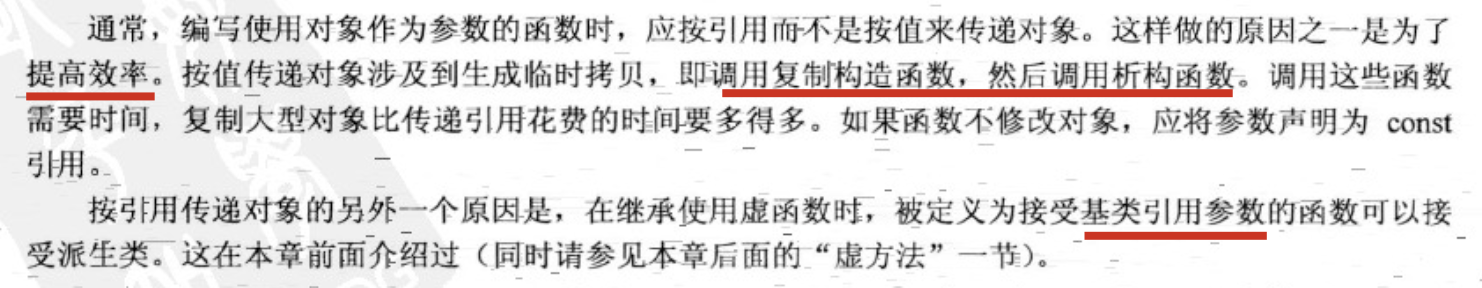 通常，编写使用对象作为参数的函数时，应按引用而不是按值来传递对象。这样做的原因之一是为了
提高效率。按值传递对象涉及到生成临时拷贝，即调用复制构造函数，然后调用析构函数。调用这些函数
需要时间，复制大型对象比传递引用花费的时间要多得多。如果函数不修改对象，应将参数声明为 const
引用。
按引用传递对象的另外一个原因是，在继承使用虚函数时，被定义为接受基类引用参数的函数可以接
受派生类。这在本章前面介绍过（同时请参见本章后面的“虚方法”一节）。